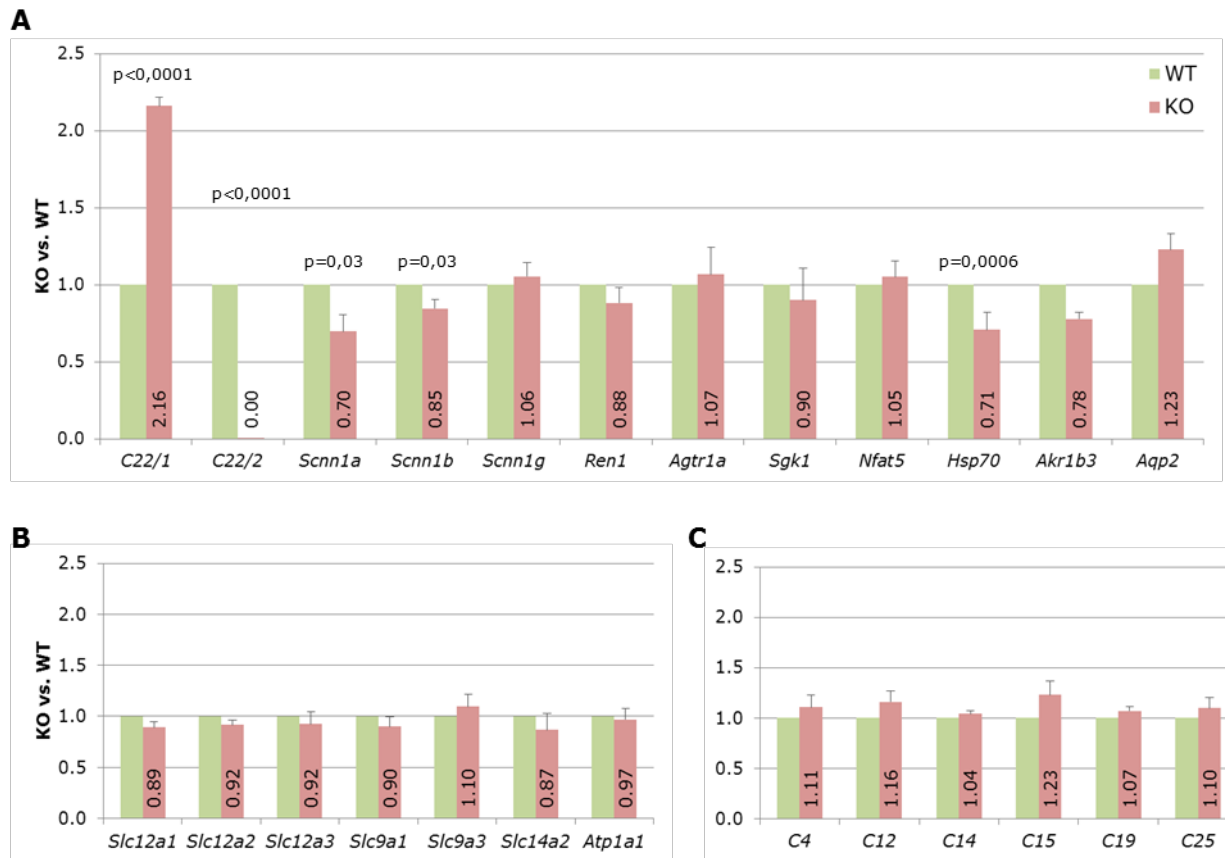 A
2.5
2.0
1.5
1.0
0.5
0.0
KO vs. WT
p<0,0001
p<0,0001
p=0,03
p=0,03
p=0,0006
WT
KO
2.16
0.00
0.70
0.85
1.06
0.88
1.07
0.90
1.05
0.71
0.78
1.23
C22/1 C22/2 Scnn1a Scnn1b Scnn1g Ren1 Agtr1a Sgk1 Nfat5 Hsp70 Akr1b3 Aqp2
B
2.5
2.0
1.5
1.0
0.5
0.0
KO vs. WT
0.89
0.92
0.92
0.90
1.10
0.87
0.97
Slc12a1 Slc12a2 Slc12a3 Slc9a1 Slc9a3 Slc14a2 Atp1a1
C
2.5
2.0
1.5
1.0
0.5
0.0
1.11
1.16
1.04
1.23
1.07
1.10
C4 C12 C14 C15 C19 C25